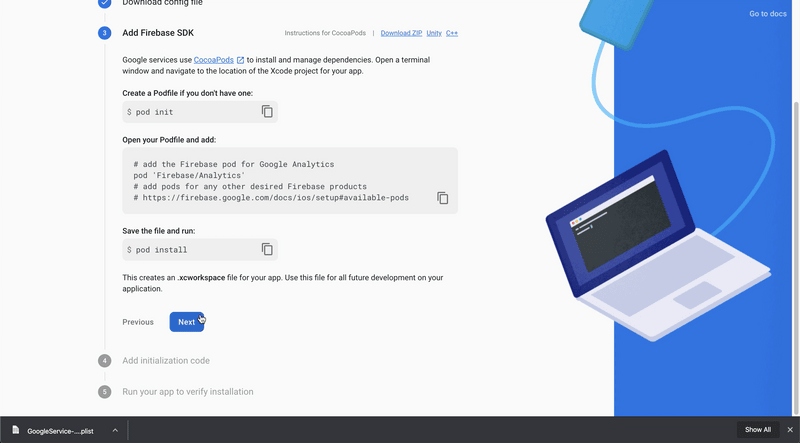 Download config file
Go to docs
3 Add Firebase SDK Instructions for CocoaPods | Download ZIP Unity C++
Google services use CocoaPods to install and manage dependencies. Open a terminal
window and navigate to the location of the Xcode project for your app.
Create a Podfile if you don't have one:
$ pod init
Open your Podfile and add:
# add the Firebase pod for Google Analytics
pod 'Firebase/Analytics'
# add pods for any other desired Firebase products
# https://firebase.google.com/docs/ios/setup#available-pods
Save the file and run:
$ pod install
This creates an .xcworkspace file for your app. Use this file for all future development on your
application.
Previous Next
4 Add initialization code
5 Run your app to verify installation
GoogleService-....plist
Show All